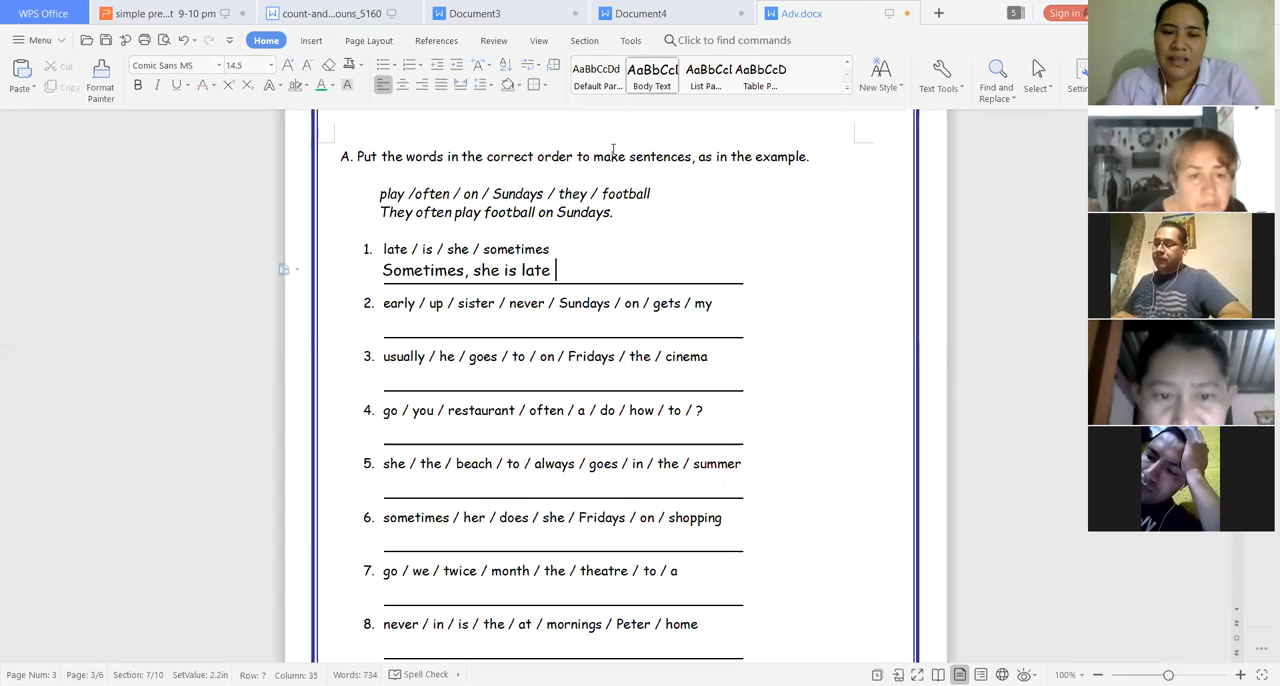 WPS Office
simple pre...t 9-10 pm
count-and...ouns_5160
Document3
Document4
Adv.docx
5
Sign in
Menu
Home
Insert
Page Layout
References
Review
View
Section
Tools
Click to find commands
Paste
Cut
Copy
Format Painter
Comic Sans MS
14.5
AaBbCcDd
AaBbCcI
AaBbCcI
AaBbCcD
Default Par...
Body Text
List Pa...
Table P...
New Style
Text Tools
Find and Replace
Select
A. Put the words in the correct order to make sentences, as in the example.
play /often / on / Sundays / they / football
They often play football on Sundays.
1. late / is / she / sometimes
Sometimes, she is late
2. early / up / sister / never / Sundays / on / gets / my
3. usually / he / goes / to / on / Fridays / the / cinema
4. go / you / restaurant / often / a / do / how / to / ?
5. she / the / beach / to / always / goes / in / the / summer
6. sometimes / her / does / she / Fridays / on / shopping
7. go / we / twice / month / the / theatre / to / a
8. never / in / is / the / at / mornings / Peter / home
Page Num: 3 Page: 3/6 Section: 7/10 SetValue: 2.2in Row: 7 Column: 35 Words: 734 Spell Check
100%